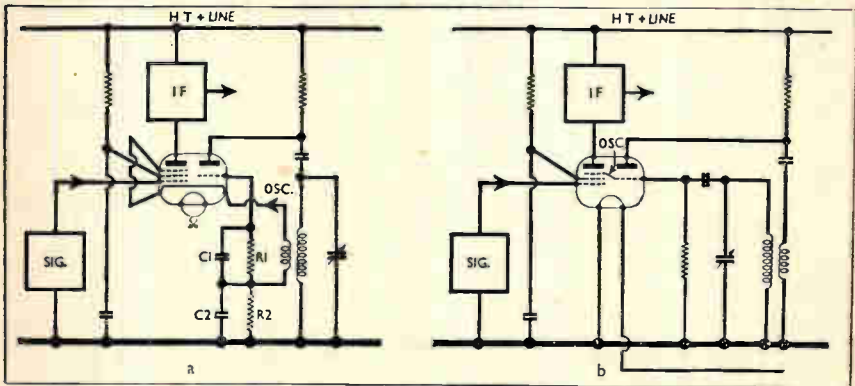 H T + LINE
IF
OSC.
SIG.
C1
R1
C2
R2
a
H T + LINE
IF
OSC
SIG.
b